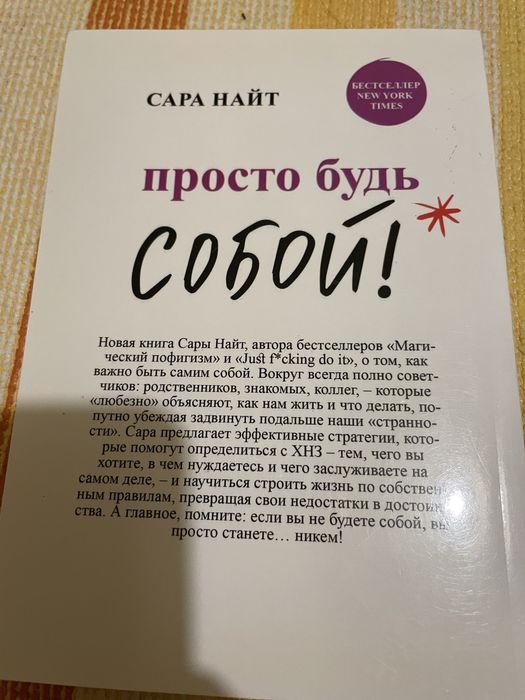 САРА НАЙТ
БЕСТСЕЛЛЕР
NEW YORK
TIMES
просто будь
СОБОЙ!*
Новая книга Сары Найт, автора бестселлеров «Маги-
ческий пофигизм» и «Just f*cking do it», о том, как
важно быть самим собой. Вокруг всегда полно совет-
чиков: родственников, знакомых, коллег, – которые
«любезно» объясняют, как нам жить и что делать, по-
путно убеждая задвинуть подальше наши «странно-
сти». Сара предлагает эффективные стратегии, кото-
рые помогут определиться с ХНЗ – тем, чего вы
хотите, в чем нуждаетесь и чего заслуживаете на
самом деле, – и научиться строить жизнь по собствен
ным правилам, превращая свои недостатки в достоин
ства. А главное, помните: если вы не будете собой, вы
просто станете... никем!